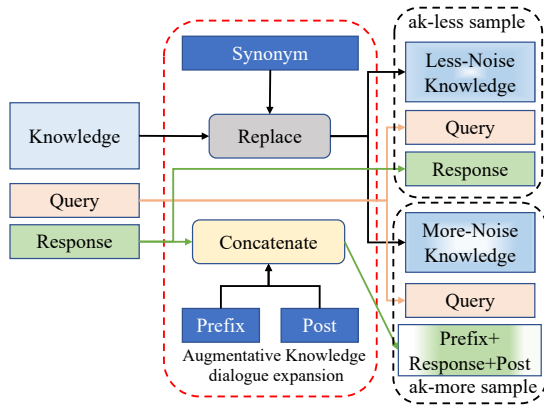 ak-less sample
Synonym
Less-Noise
Knowledge
Knowledge
Replace
Query
Response
Query
Response
Concatenate
More-Noise
Knowledge
Query
Prefix
Post
Augmentative Knowledge
dialogue expansion
Prefix+
Response+Post
ak-more sample